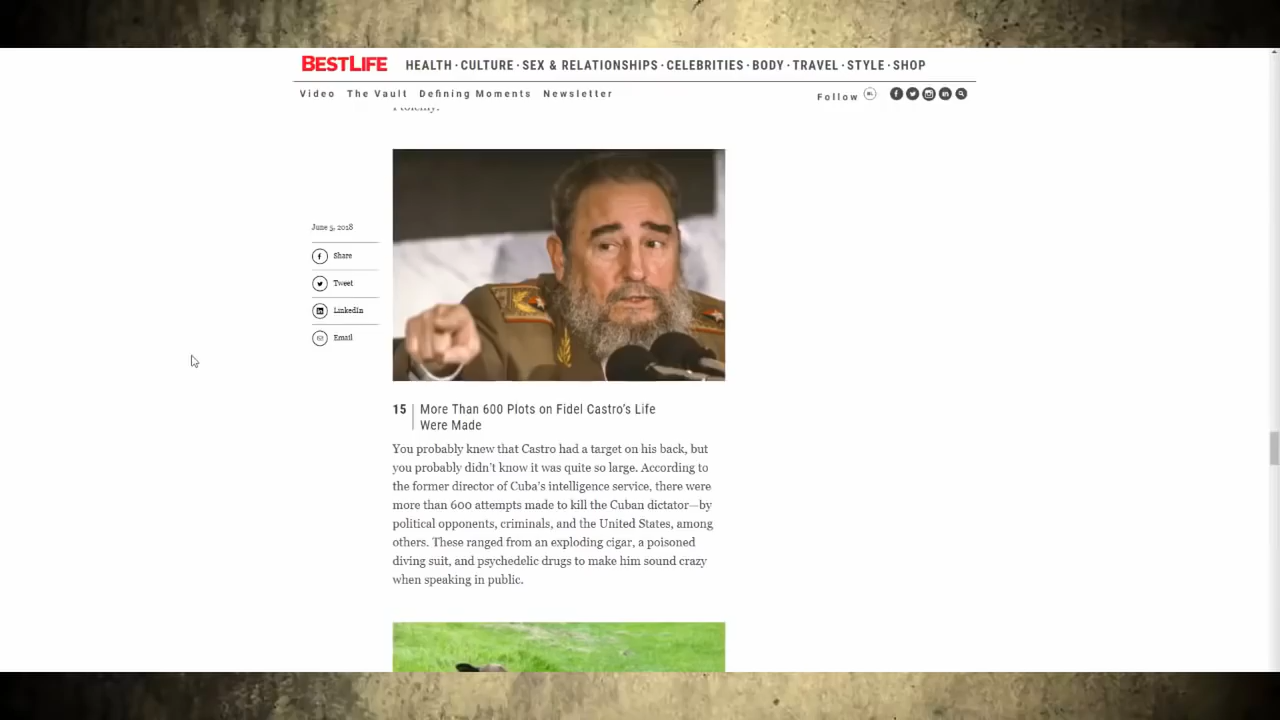 BESTLIFE HEALTH · CULTURE · SEX & RELATIONSHIPS · CELEBRITIES · BODY · TRAVEL · STYLE · SHOP
Video The Vault Defining Moments Newsletter Follow BL
June 5, 2018
Share
Tweet
LinkedIn
Email
15 More Than 600 Plots on Fidel Castro's Life
Were Made
You probably knew that Castro had a target on his back, but
you probably didn't know it was quite so large. According to
the former director of Cuba's intelligence service, there were
more than 600 attempts made to kill the Cuban dictator—by
political opponents, criminals, and the United States, among
others. These ranged from an exploding cigar, a poisoned
diving suit, and psychedelic drugs to make him sound crazy
when speaking in public.